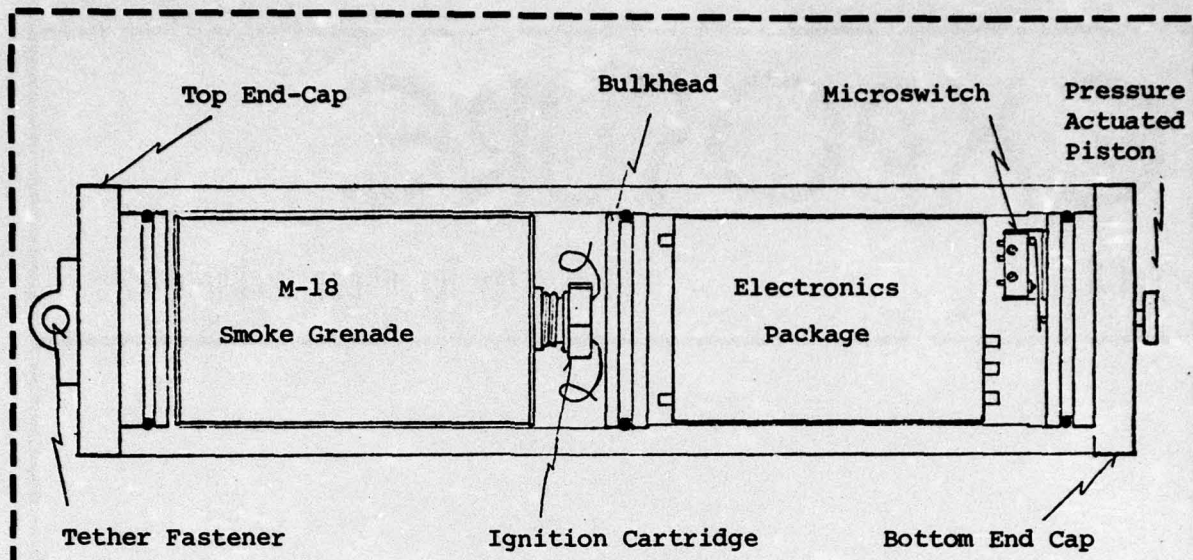 Top End-Cap
Bulkhead
Microswitch
Pressure
Actuated
Piston
M-18
Smoke Grenade
Electronics
Package
Tether Fastener
Ignition Cartridge
Bottom End Cap